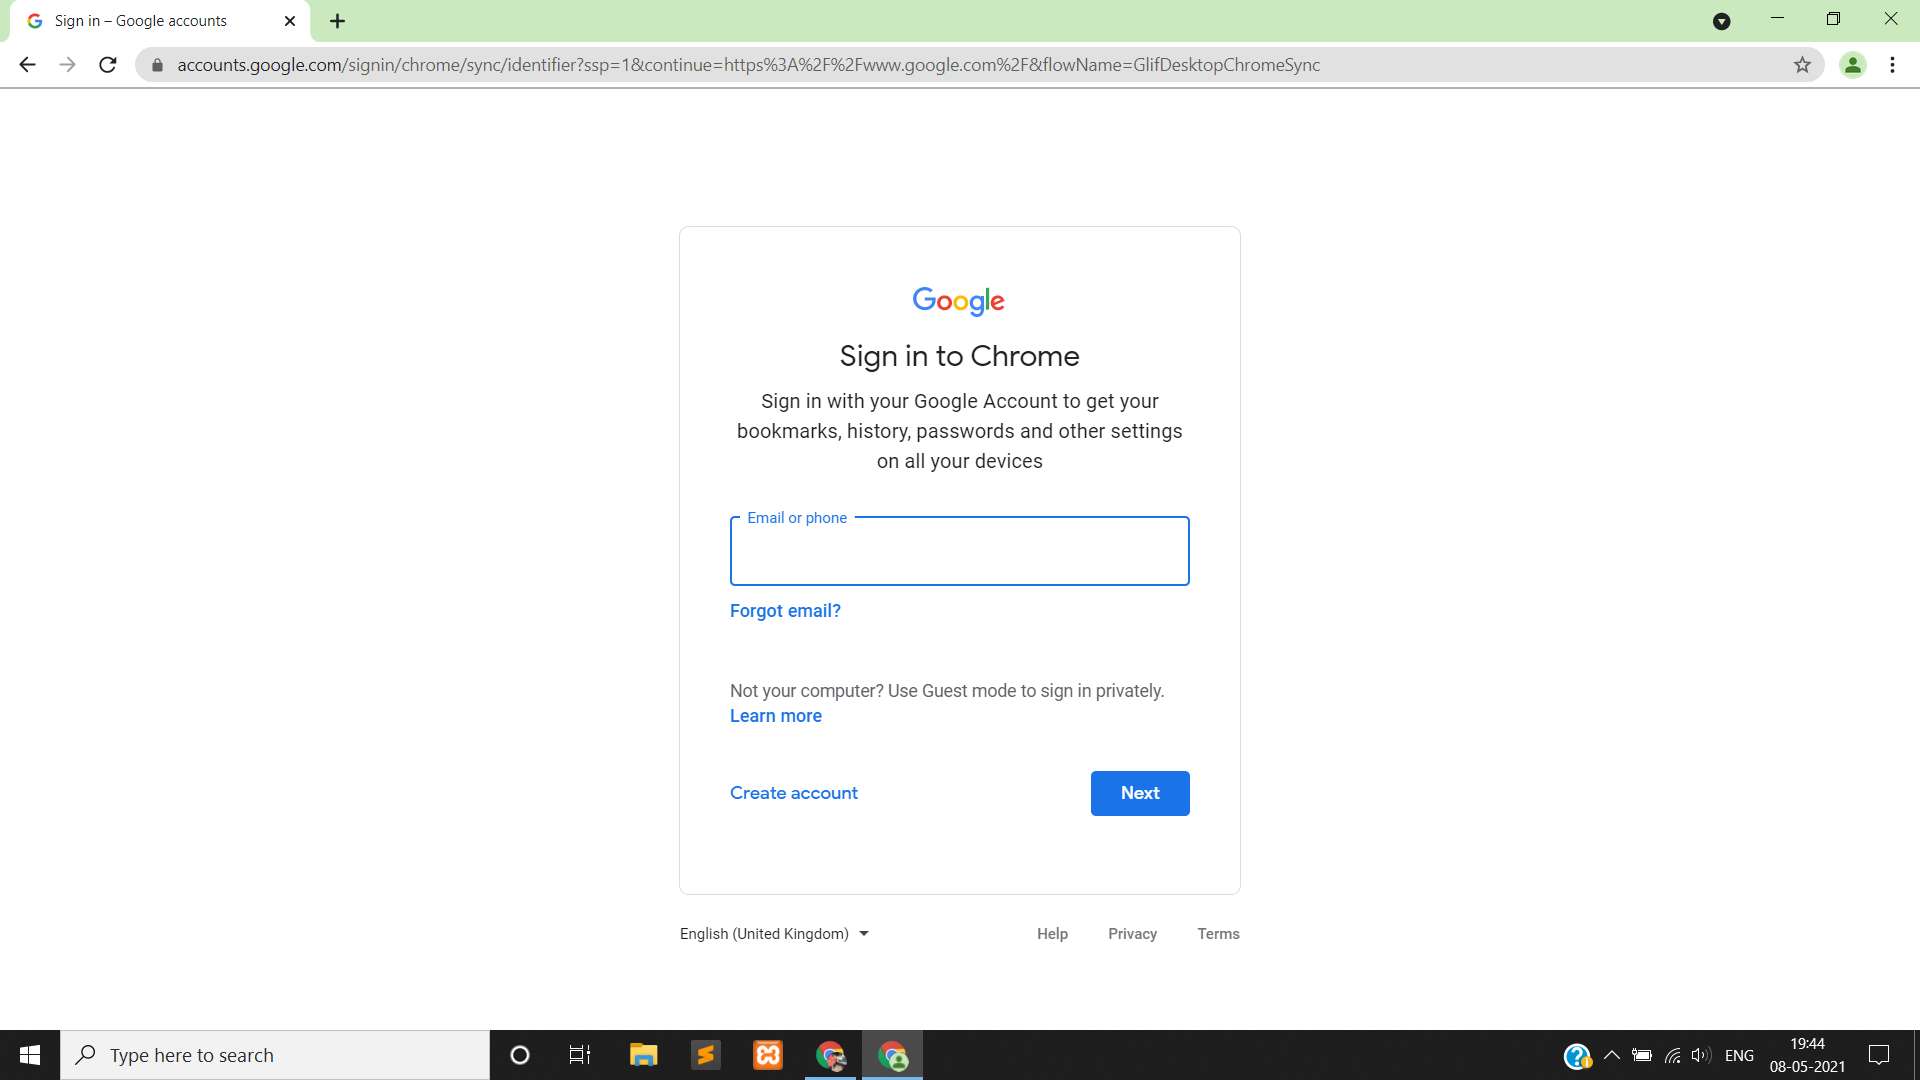 Sign in – Google accounts
accounts.google.com/signin/chrome/sync/identifier?ssp=1&continue=https%3A%2F%2Fwww.google.com%2F&flowName=GlifDesktopChromeSync
Google
Sign in to Chrome
Sign in with your Google Account to get your
bookmarks, history, passwords and other settings
on all your devices
Email or phone
Forgot email?
Not your computer? Use Guest mode to sign in privately.
Learn more
Create account
Next
English (United Kingdom)
Help
Privacy
Terms
Type here to search
ENG
19:44
08-05-2021